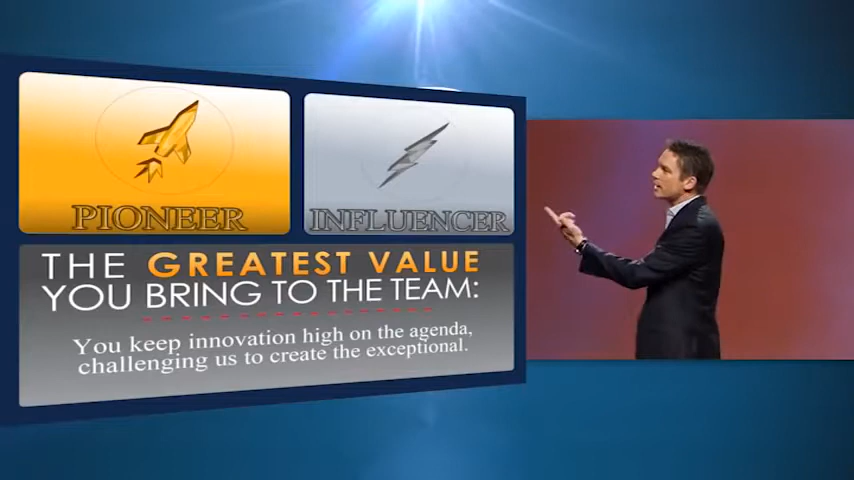 PIONEER
INFLUENCER
THE GREATEST VALUE
YOU BRING TO THE TEAM:
You keep innovation high on the agenda,
challenging us to create the exceptional.